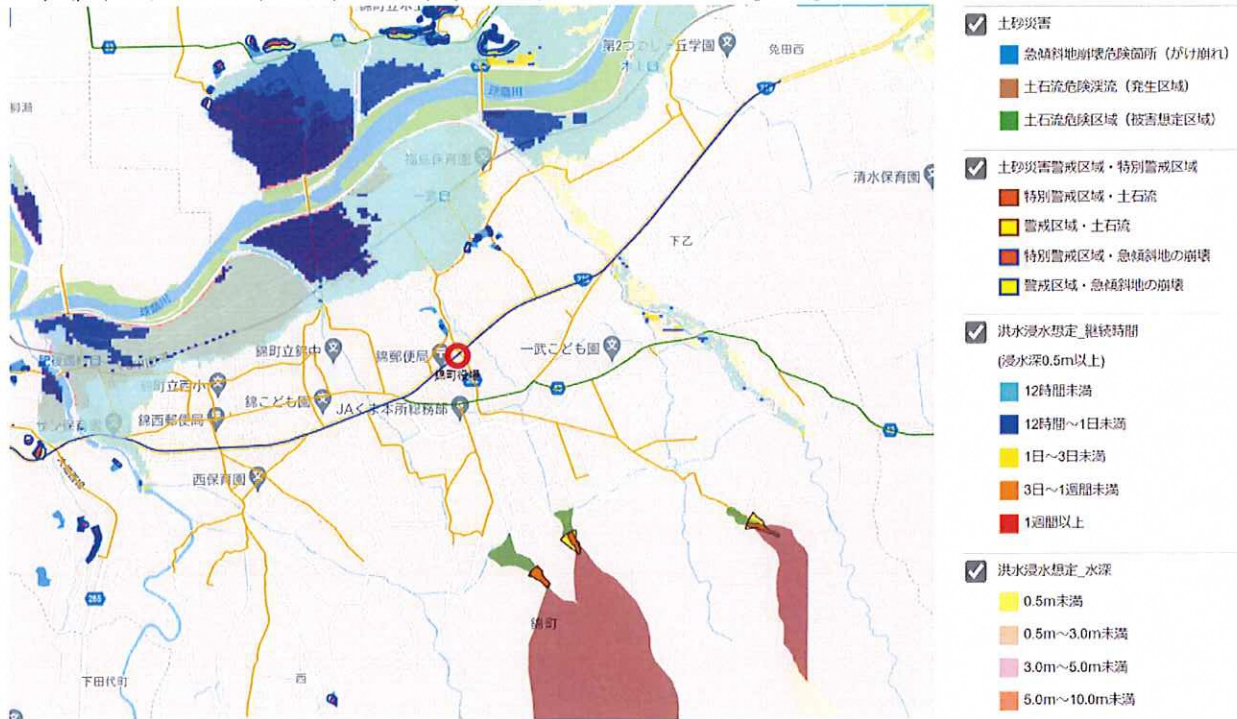 第2つつじヶ丘学園
免田西
木上
柳瀬
球磨川
福島保育園
一武
清水保育園
下乙
219
球磨川
錦町立錦中
錦郵便局
一武こども園
錦町役場
錦町立西小
錦こども園
JAくま本所総務部
錦西郵便局
43
西保育園
265
錦町
下田代町
西
土砂災害
急傾斜地崩壊危険箇所（がけ崩れ）
土石流危険渓流（発生区域）
土石流危険区域（被害想定区域）
土砂災害警戒区域・特別警戒区域
特別警戒区域・土石流
警戒区域・土石流
特別警戒区域・急傾斜地の崩壊
警戒区域・急傾斜地の崩壊
洪水浸水想定_継続時間
(浸水深0.5m以上)
12時間未満
12時間～1日未満
1日～3日未満
3日～1週間未満
1週間以上
洪水浸水想定_水深
0.5m未満
0.5m～3.0m未満
3.0m～5.0m未満
5.0m～10.0m未満